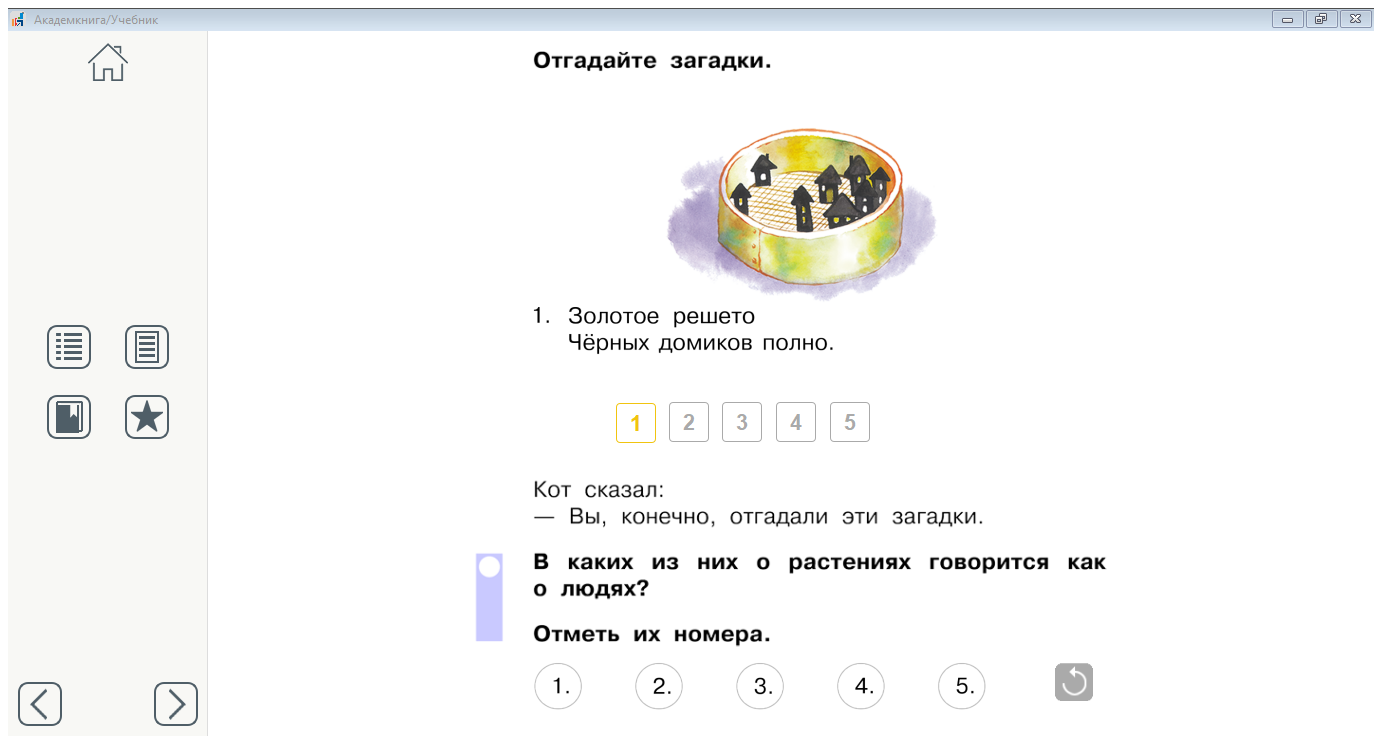 Академкнига/Учебник
Отгадайте загадки.
1. Золотое решето
Чёрных домиков полно.
1 2 3 4 5
Кот сказал:
— Вы, конечно, отгадали эти загадки.
В каких из них о растениях говорится как
о людях?
Отметь их номера.
1. 2. 3. 4. 5.